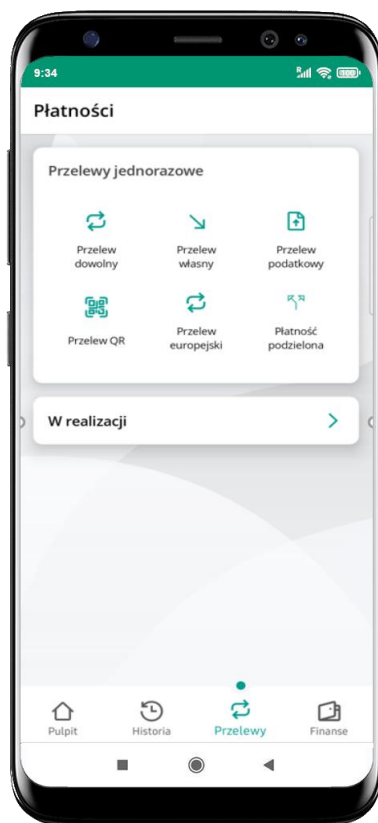 9:34
Płatności
Przelewy jednorazowe
Przelew
dowolny
Przelew
własny
Przelew
podatkowy
Przelew QR
Przelew
europejski
Płatność
podzielona
W realizacji
Pulpit
Historia
Przelewy
Finanse